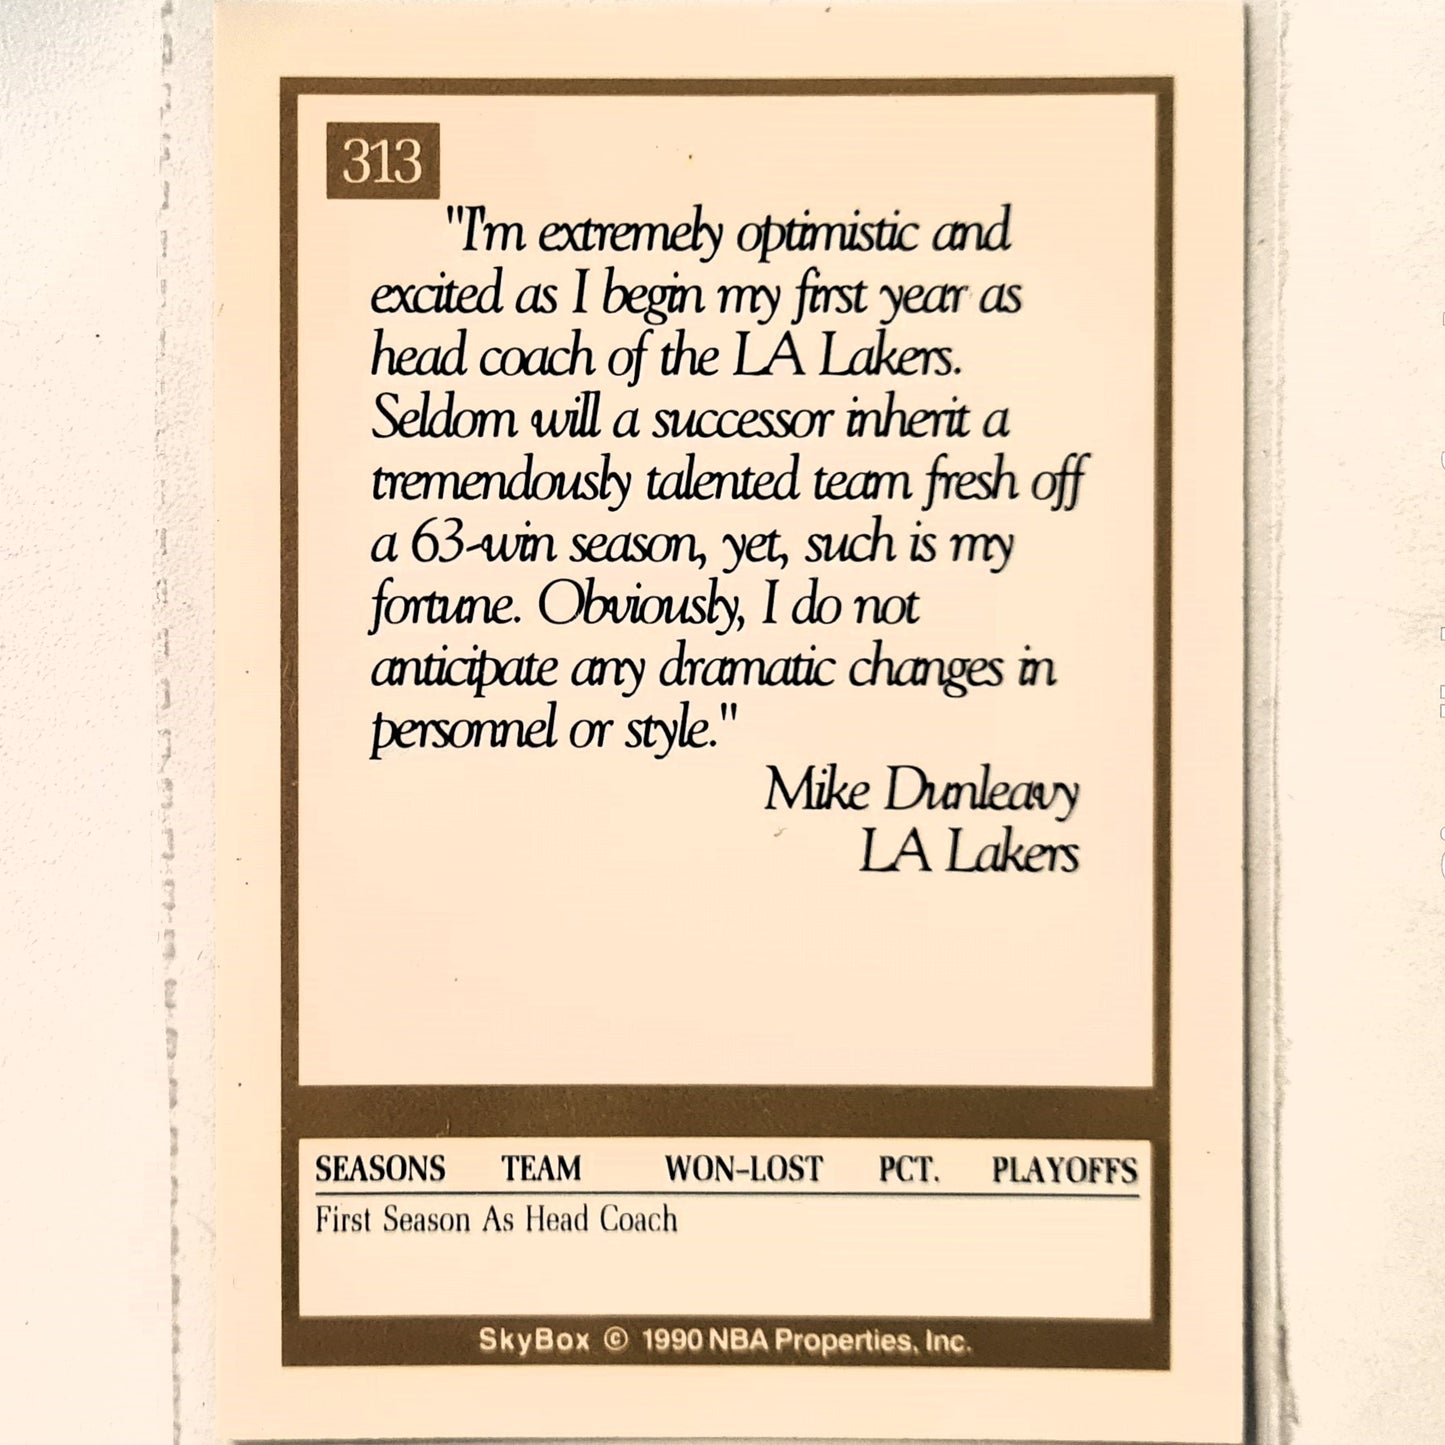 313
"I'm extremely optimistic and
excited as I begin my first year as
head coach of the LA Lakers.
Seldom will a successor inherit a
tremendously talented team fresh off
a 63-win season, yet, such is my
fortune. Obviously, I do not
anticipate any dramatic changes in
personnel or style."
Mike Dunleavy
LA Lakers
SEASONS TEAM WON-LOST PCT. PLAYOFFS
First Season As Head Coach
SkyBox © 1990 NBA Properties, Inc.